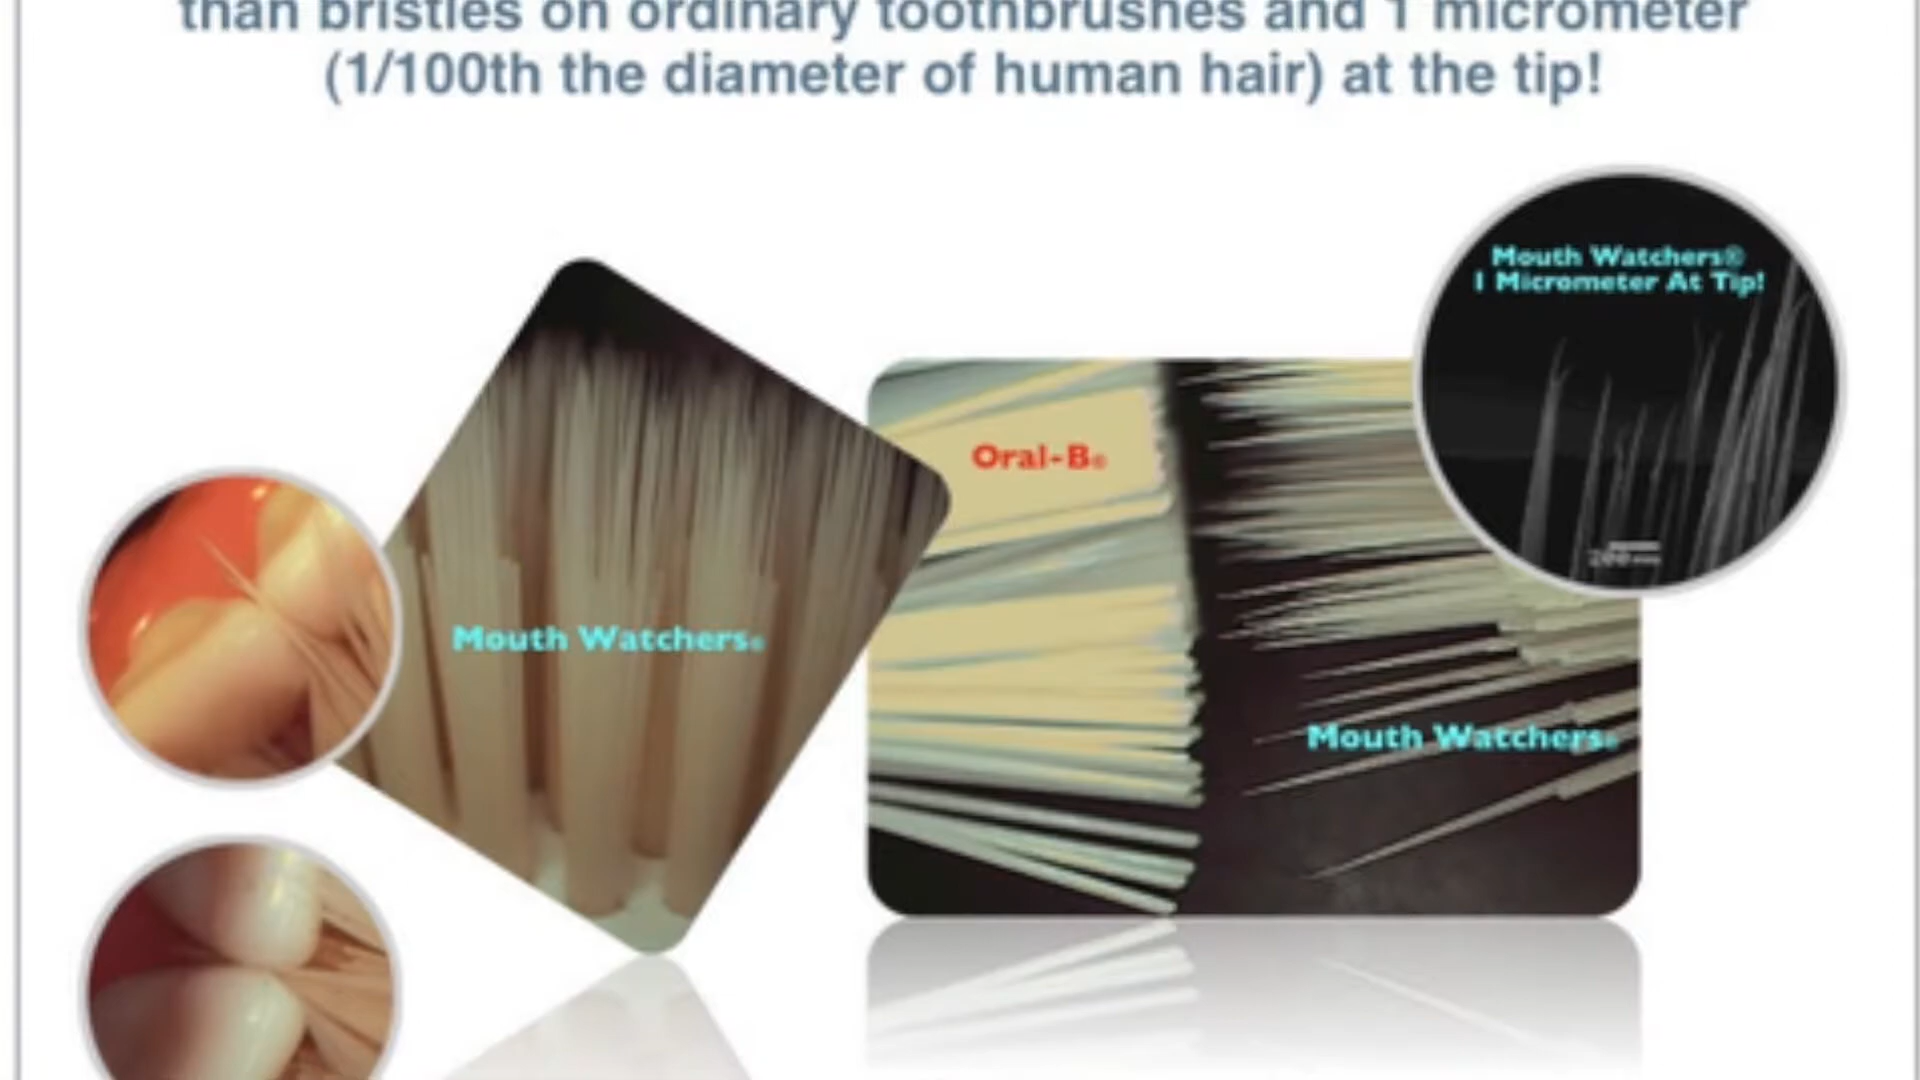 than bristles on ordinary toothbrushes and 1 micrometer
(1/100th the diameter of human hair) at the tip!
Mouth Watchers®
1 Micrometer At Tip!
Oral-B®
Mouth Watchers®
Mouth Watchers®